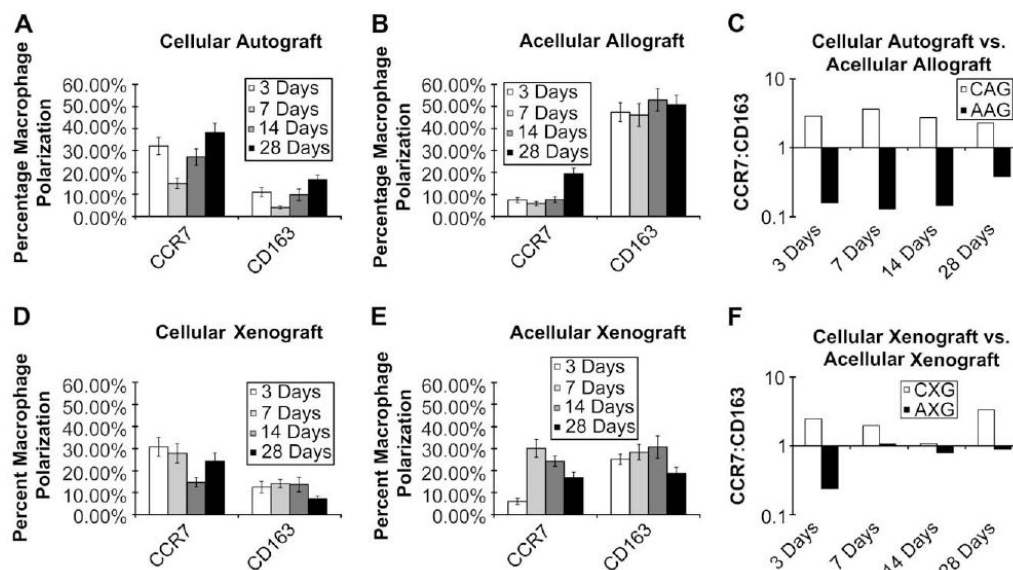 A
Cellular Autograft
Percentage Macrophage
Polarization
60.00%
50.00%
40.00%
30.00%
20.00%
10.00%
0.00%
3 Days
7 Days
14 Days
28 Days
CCR7
CD163
B
Acellular Allograft
Percentage Macrophage
Polarization
60.00%
50.00%
40.00%
30.00%
20.00%
10.00%
0.00%
3 Days
7 Days
14 Days
28 Days
CCR7
CD163
C
Cellular Autograft vs.
Acellular Allograft
CCR7:CD163
10
1
0.1
CAG
AAG
3 Days
7 Days
14 Days
28 Days
D
Cellular Xenograft
Percent Macrophage
Polarization
60.00%
50.00%
40.00%
30.00%
20.00%
10.00%
0.00%
3 Days
7 Days
14 Days
28 Days
CCR7
CD163
E
Acellular Xenograft
Percent Macrophage
Polarization
60.00%
50.00%
40.00%
30.00%
20.00%
10.00%
0.00%
3 Days
7 Days
14 Days
28 Days
CCR7
CD163
F
Cellular Xenograft vs.
Acellular Xenograft
CCR7:CD163
10
1
0.1
CXG
AXG
3 Days
7 Days
14 Days
28 Days